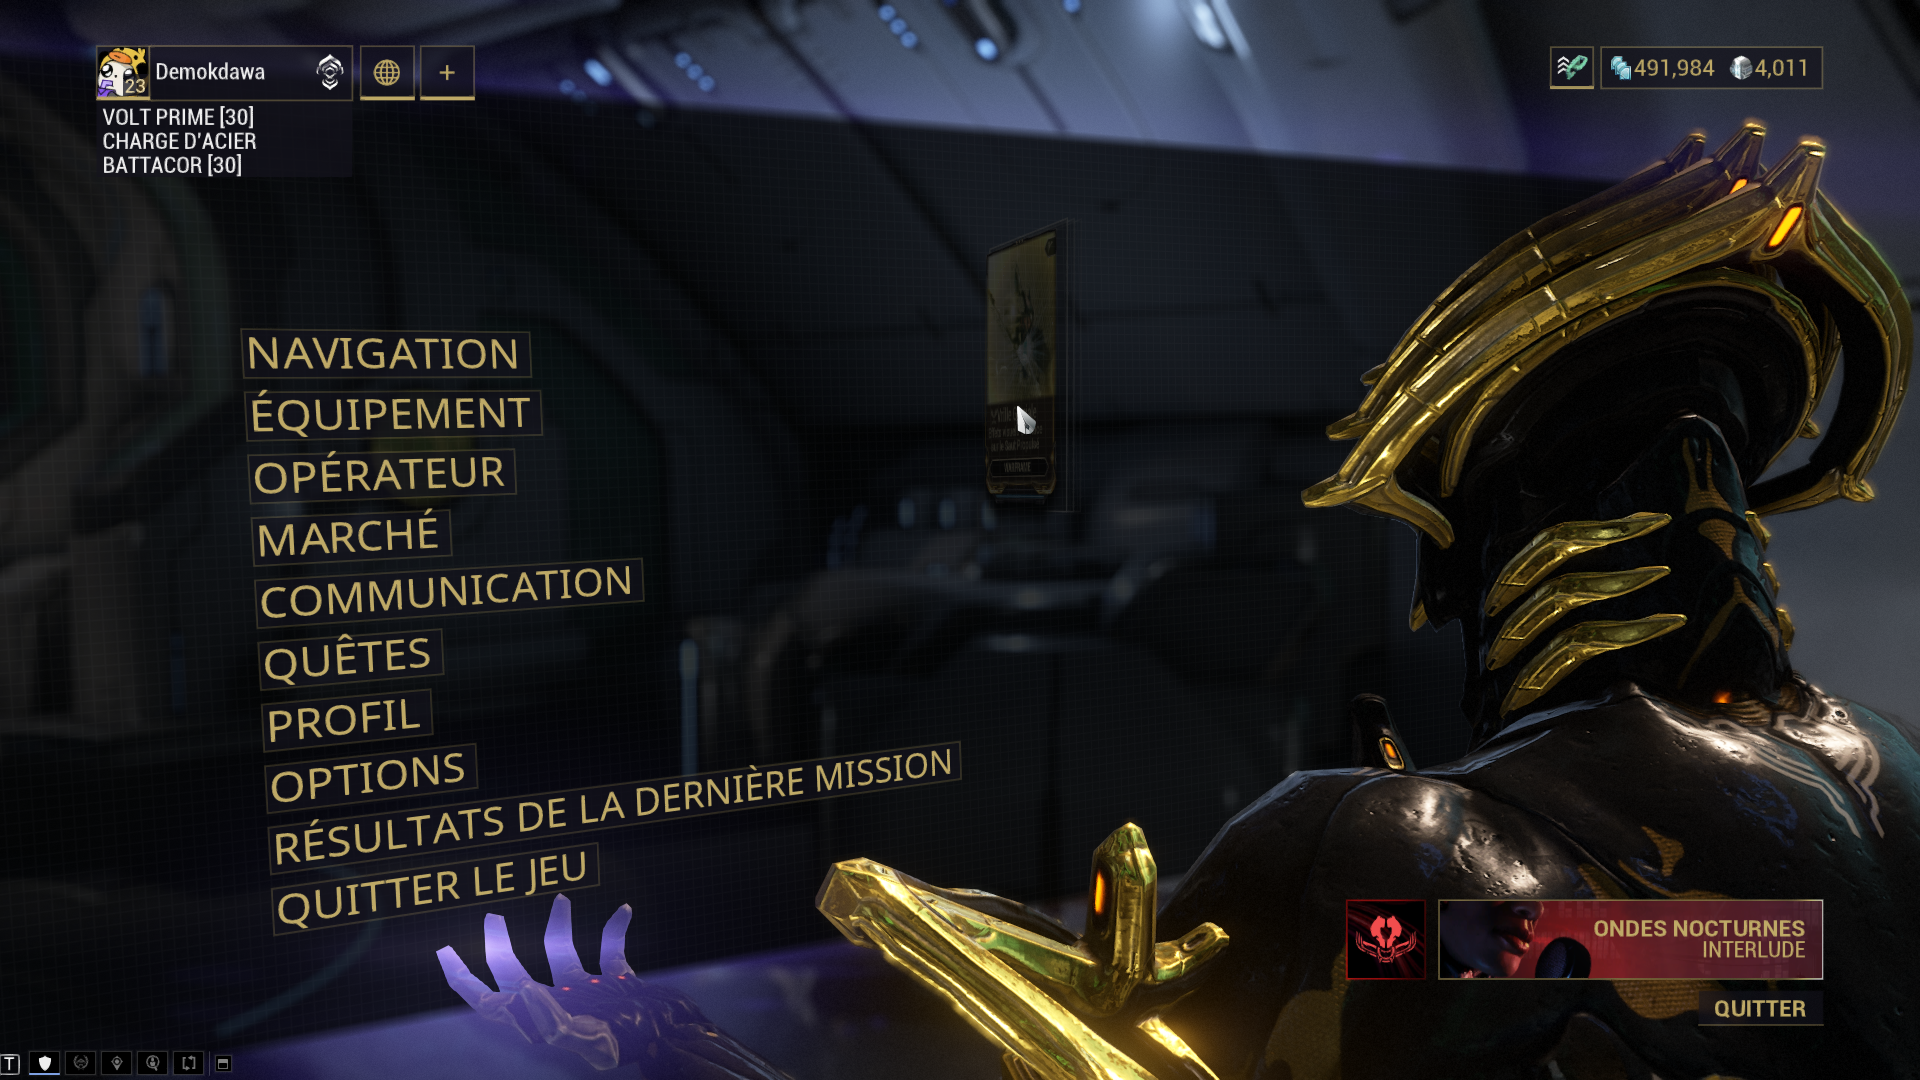 23
Demokdawa
+
VOLT PRIME [30]
CHARGE D'ACIER
BATTACOR [30]
491,984
4,011
NAVIGATION
ÉQUIPEMENT
OPÉRATEUR
MARCHÉ
COMMUNICATION
QUÊTES
PROFIL
OPTIONS
RÉSULTATS DE LA DERNIÈRE MISSION
QUITTER LE JEU
ONDES NOCTURNES
INTERLUDE
QUITTER
T